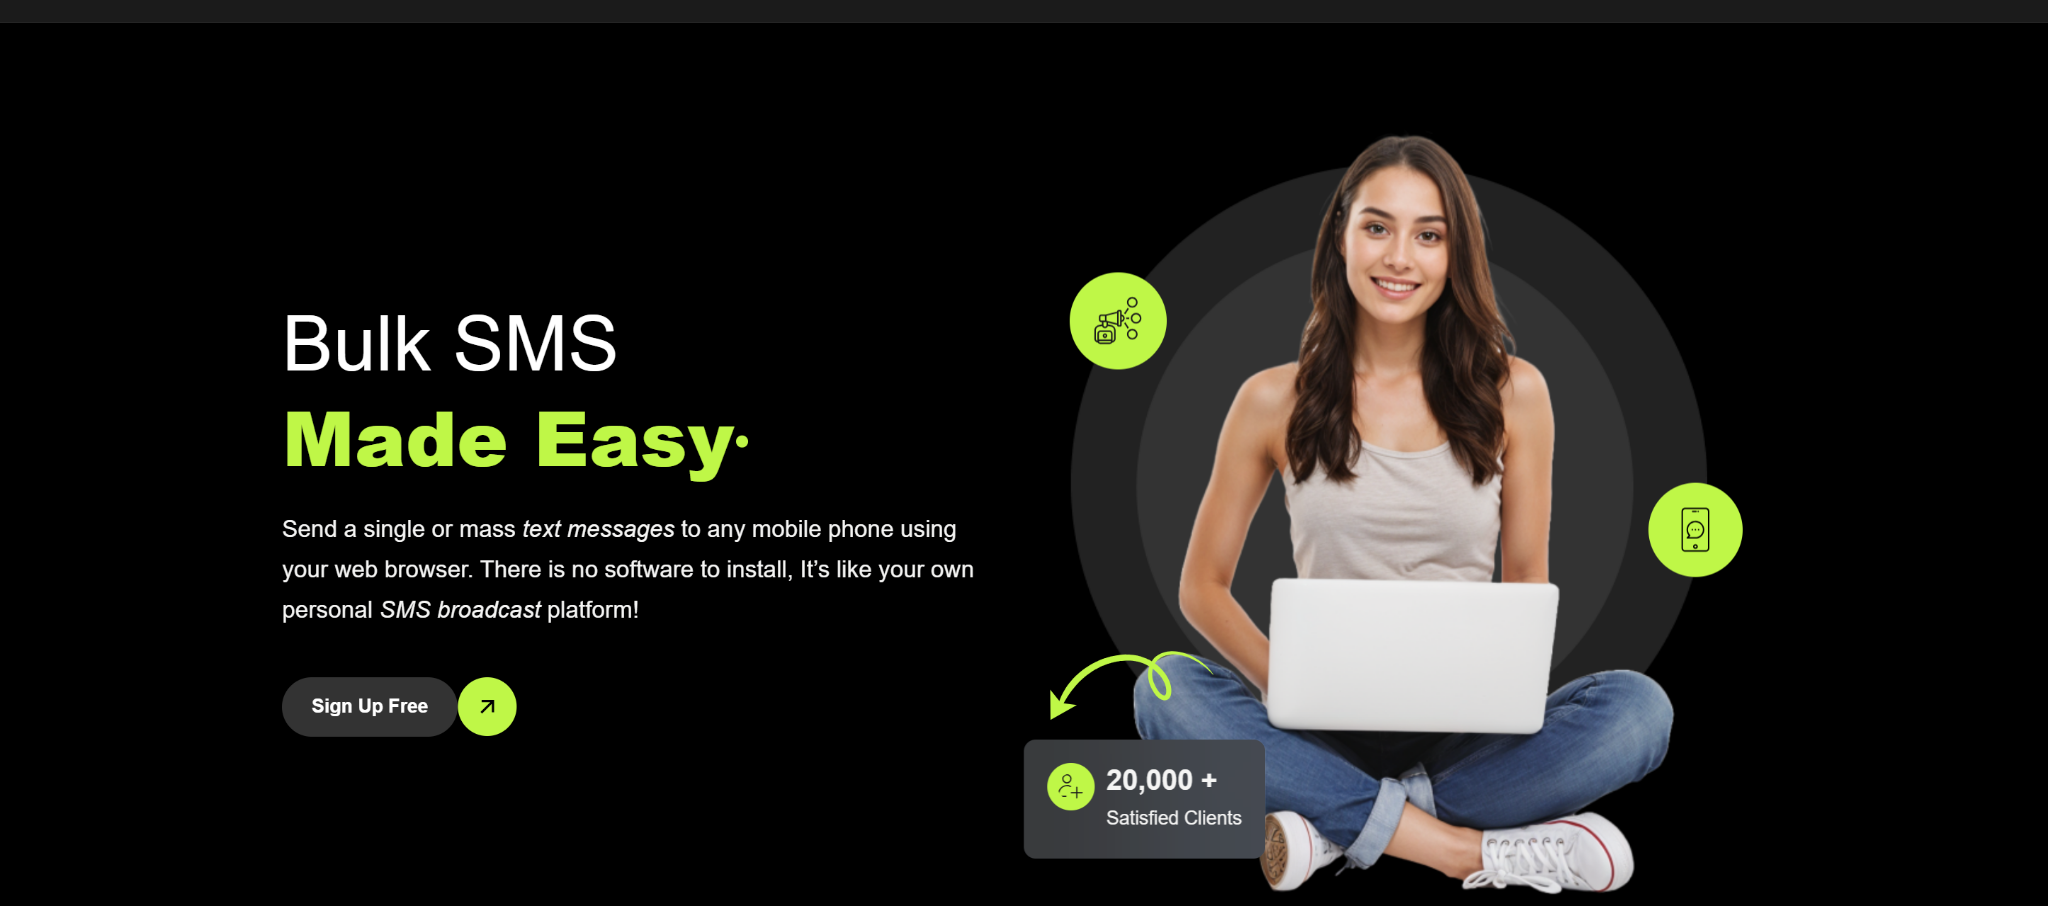 Bulk SMS
Made Easy·
Send a single or mass text messages to any mobile phone using
your web browser. There is no software to install, It’s like your own
personal SMS broadcast platform!
Sign Up Free
20,000 +
Satisfied Clients